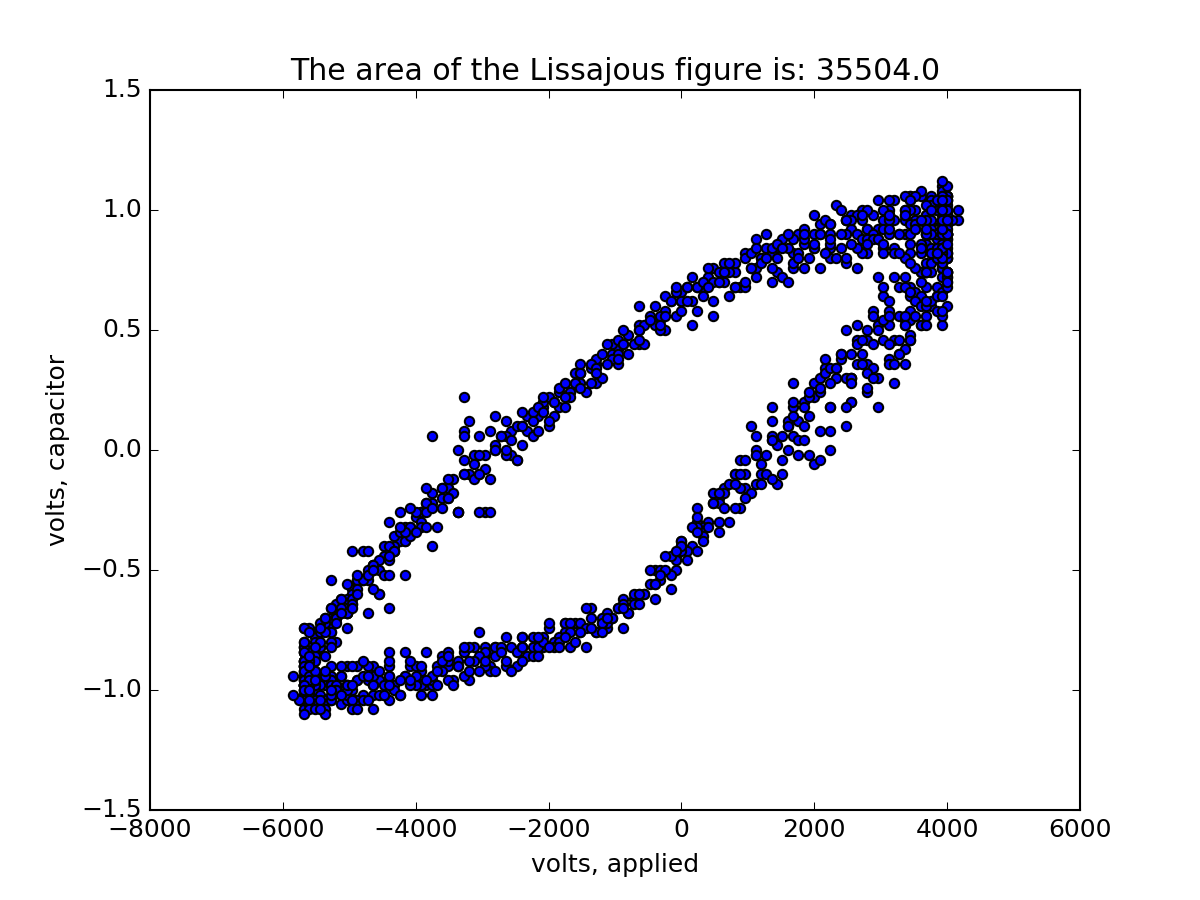 The area of the Lissajous figure is: 35504.0
1.5
1.0
0.5
0.0
−0.5
−1.0
−1.5
volts, capacitor
−8000 −6000 −4000 −2000 0 2000 4000 6000
volts, applied